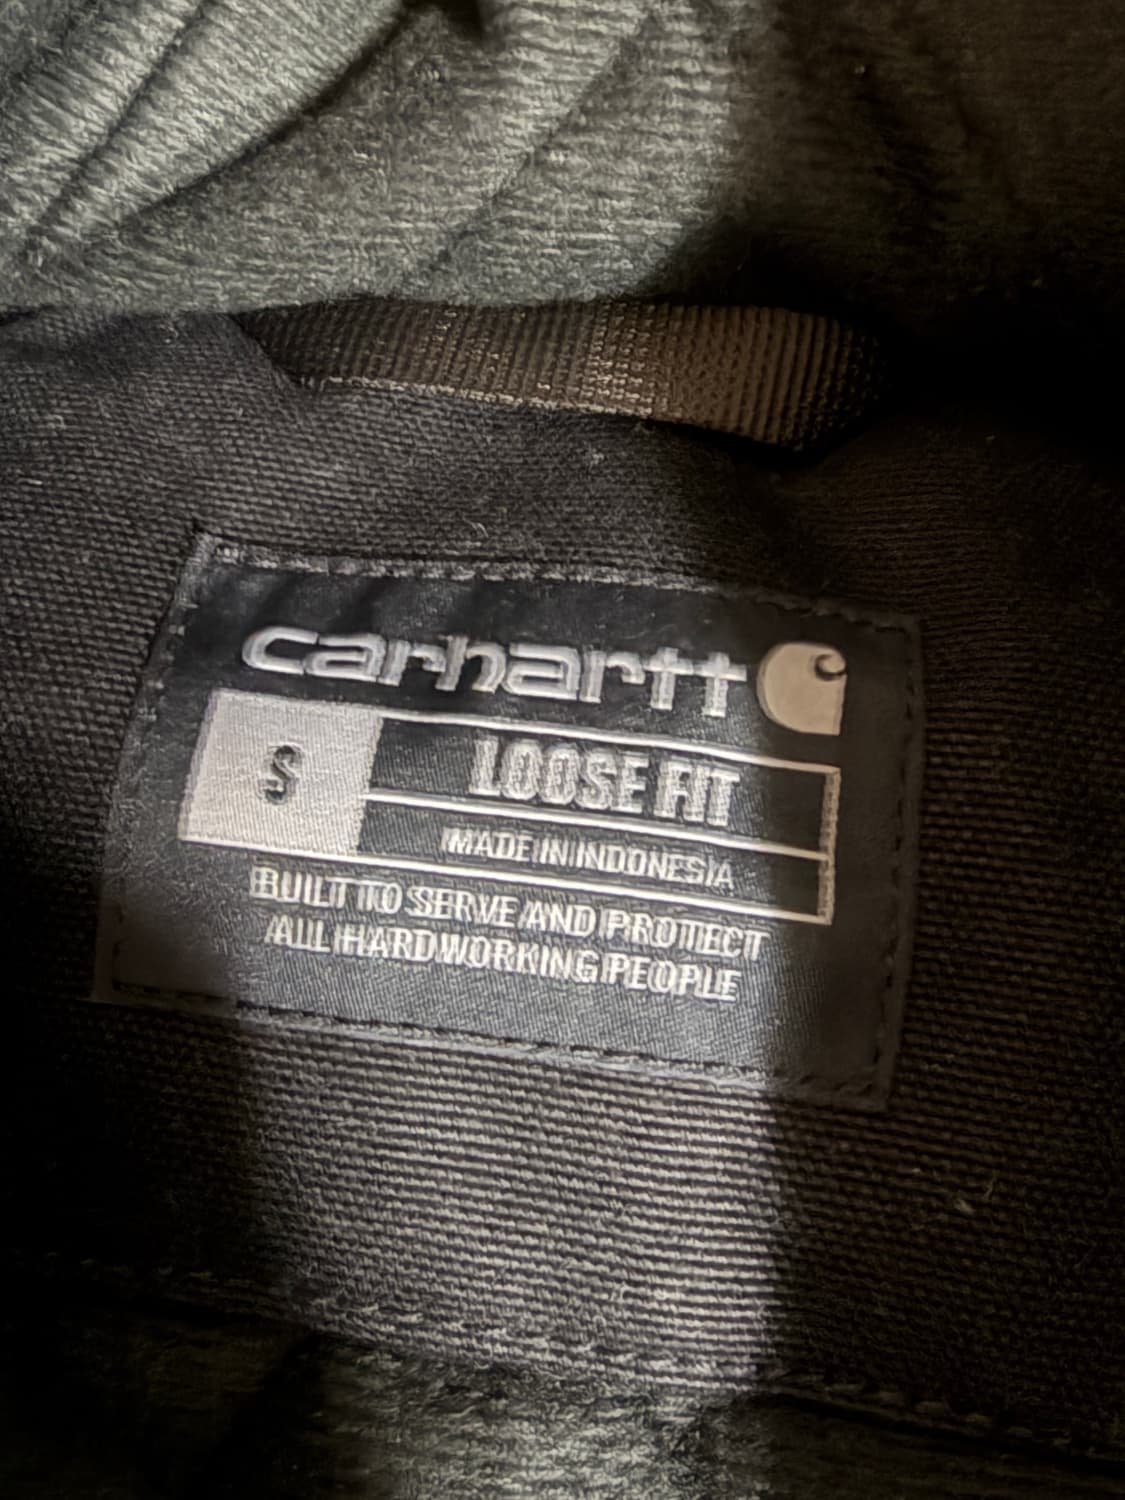 carhartt
S
LOOSE FIT
MADE IN INDONESIA
BUILT TO SERVE AND PROTECT
ALL HARDWORKING PEOPLE